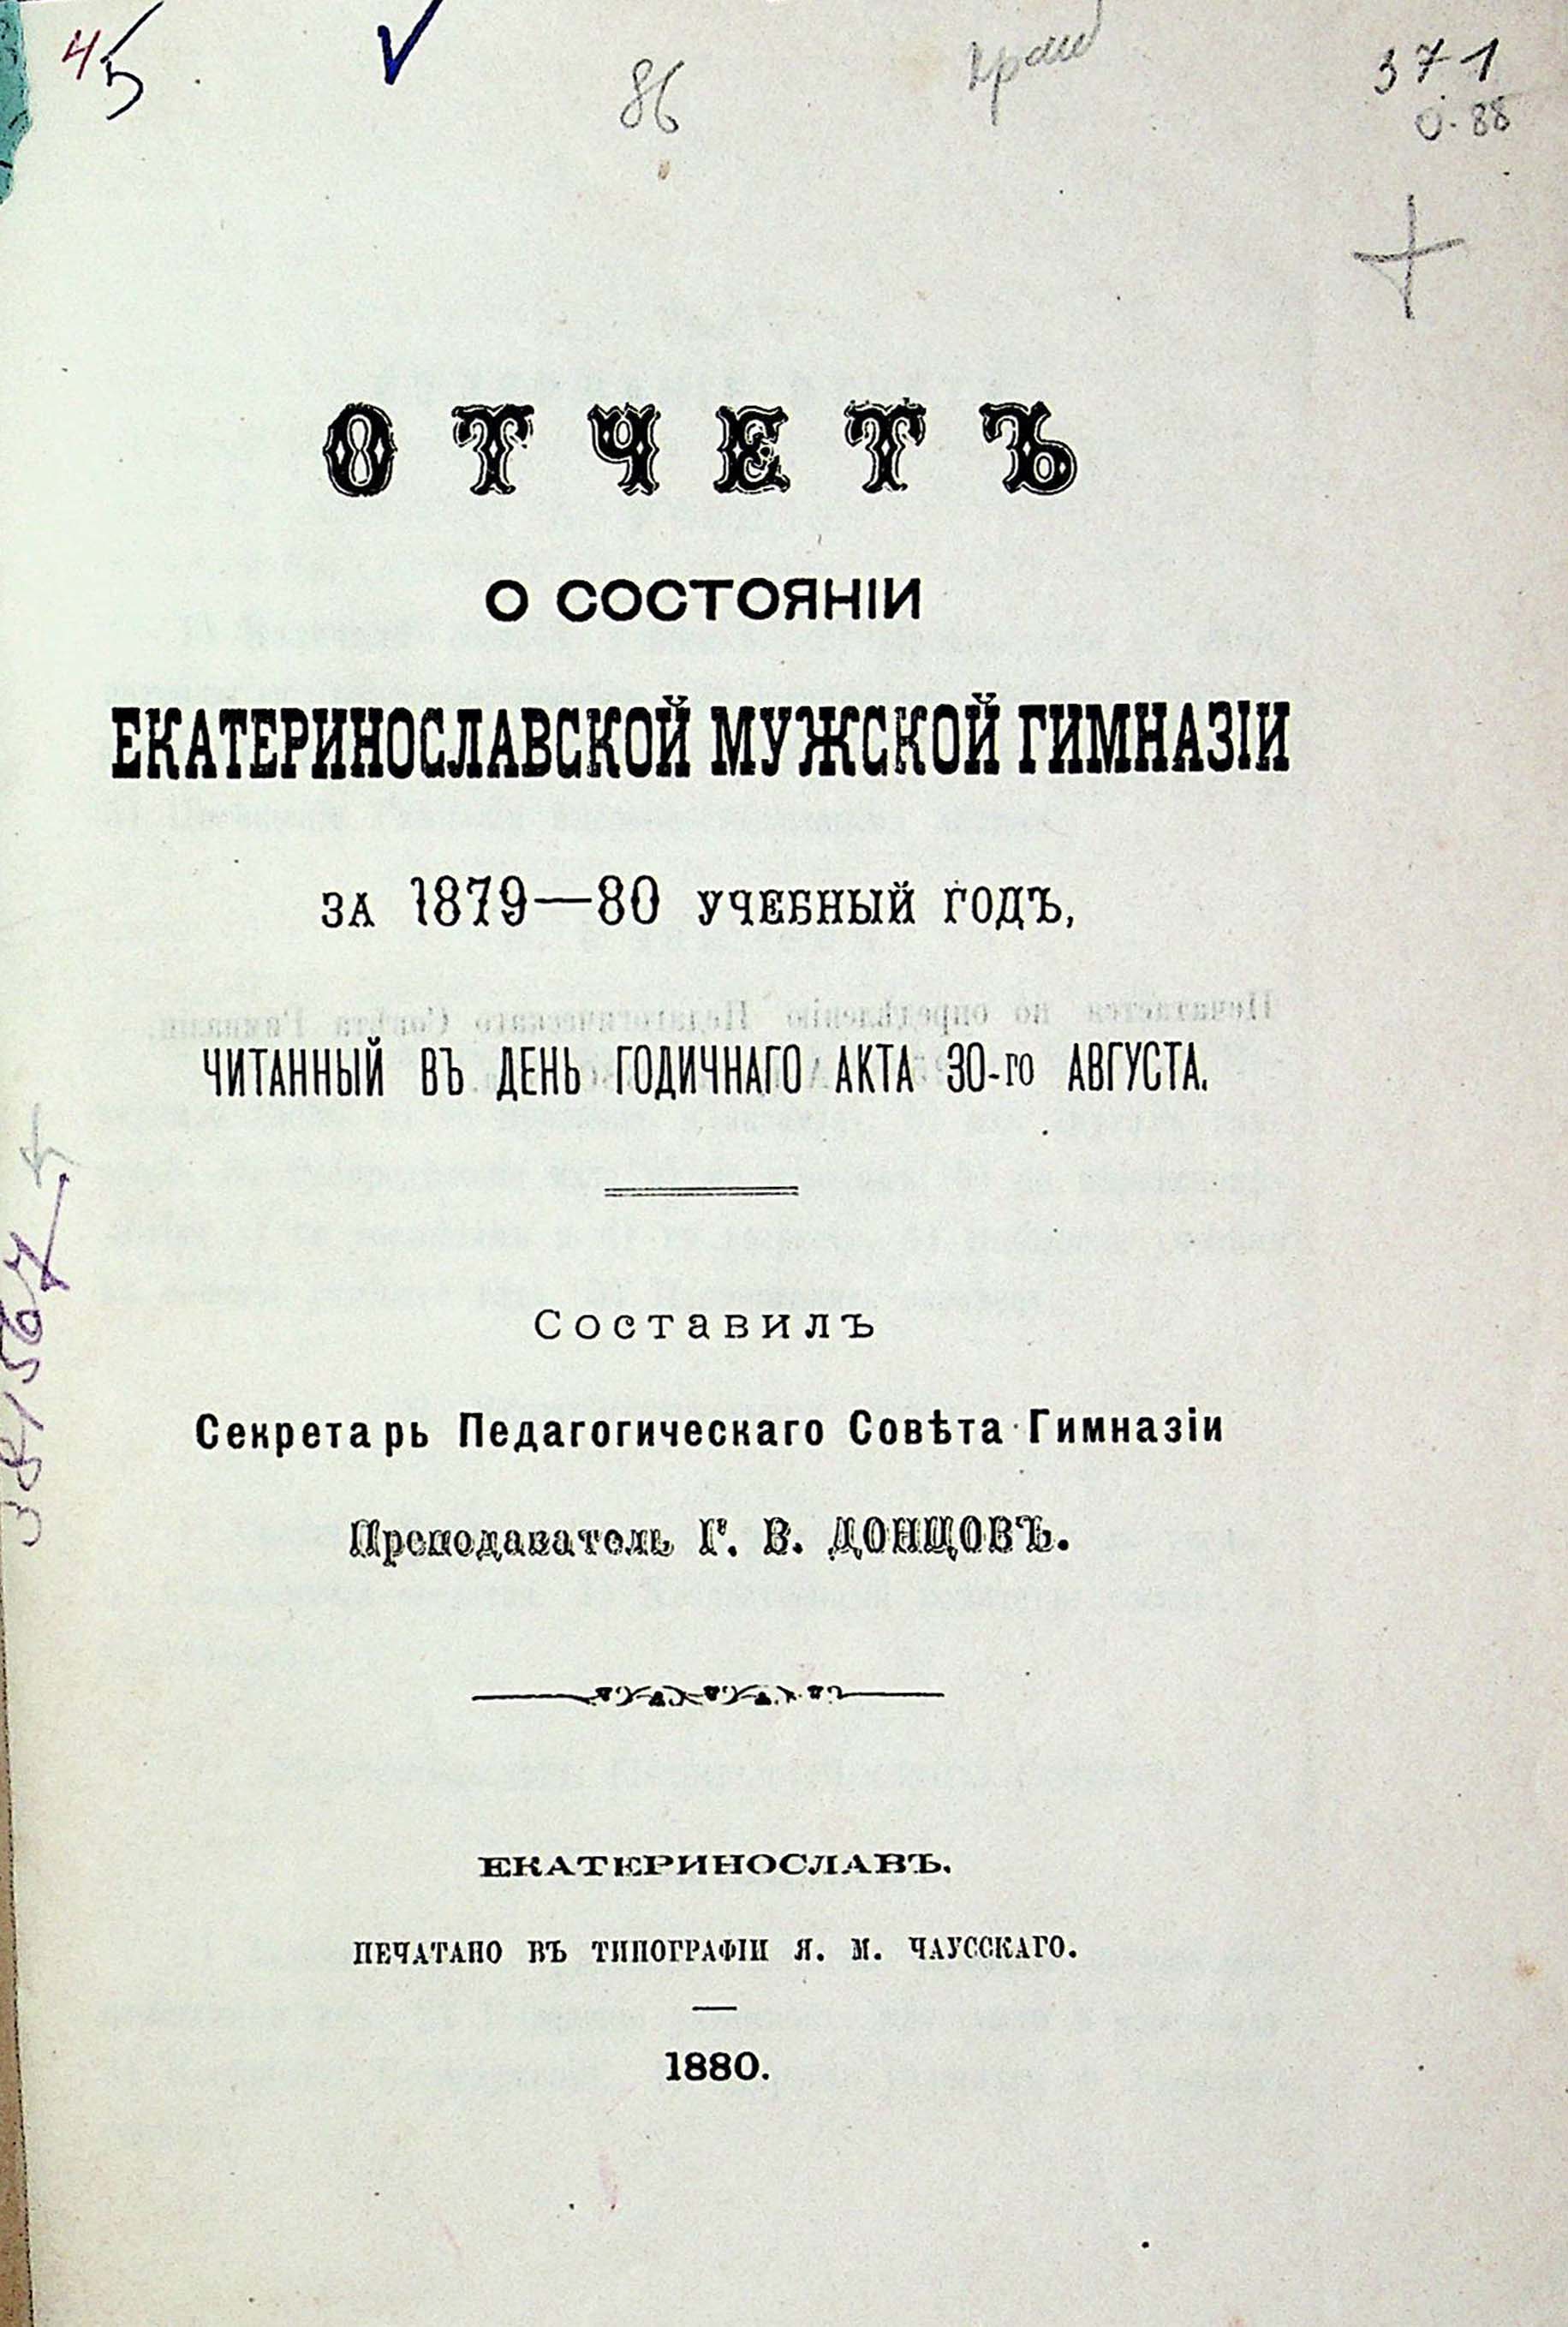 45
86
371
0.88
ОТЧЕТЪ
О СОСТОЯНІИ
ЕКАТЕРИНОСЛАВСКОЙ МУЖСКОЙ ГИМНАЗІИ
ЗА 1879—80 УЧЕБНЫЙ ГОДЪ,
ЧИТАННЫЙ ВЪ ДЕНЬ ГОДИЧНАГО АКТА 30-го АВГУСТА.
Составилъ
Секретарь Педагогическаго Совѣта Гимназіи
Преподаватель Г. В. ДОНЦОВЪ.
ЕКАТЕРИНОСЛАВЪ.
ПЕЧАТАНО ВЪ ТИПОГРАФІИ Я. М. ЧАУССКАГО.
1880.